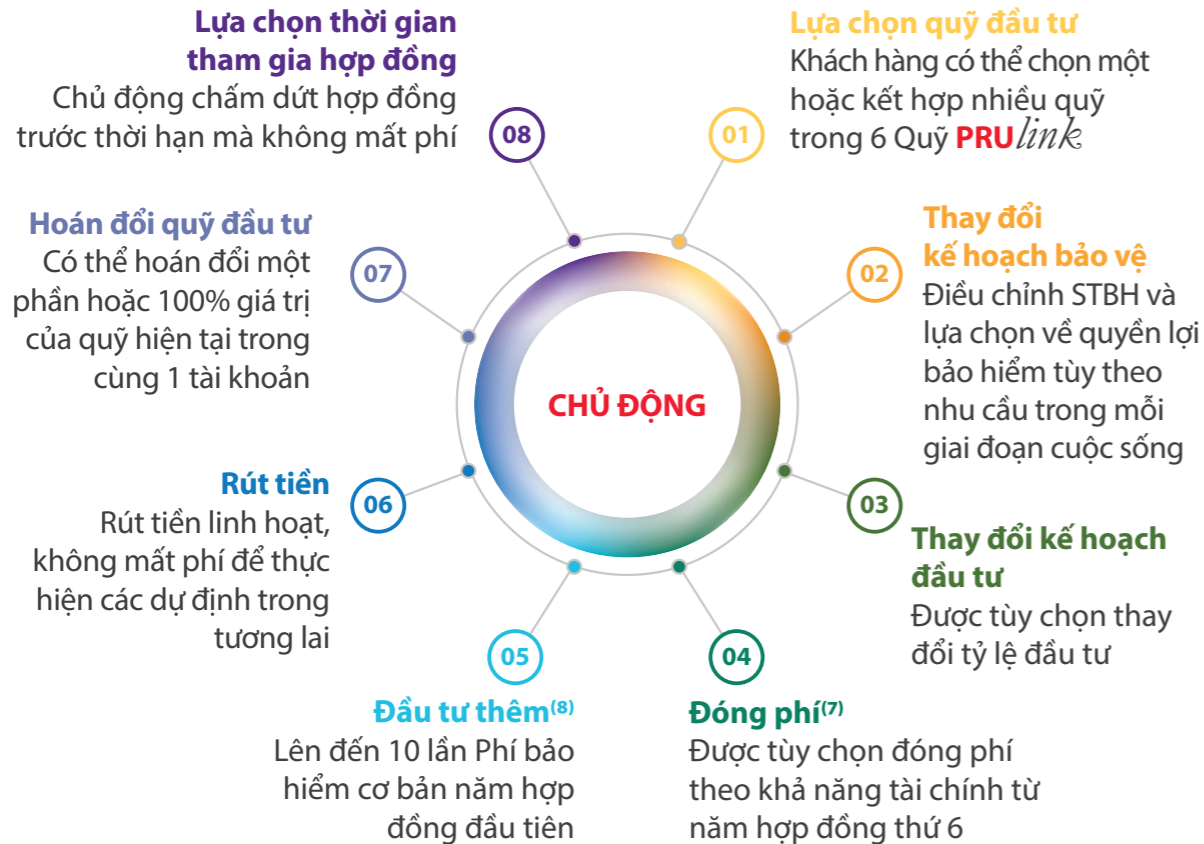 Lựa chọn quỹ đầu tư
Khách hàng có thể chọn một
hoặc kết hợp nhiều quỹ
trong 6 Quỹ PRUlink
01
Thay đổi
kế hoạch bảo vệ
Điều chỉnh STBH và
lựa chọn về quyền lợi
bảo hiểm tùy theo
nhu cầu trong mỗi
giai đoạn cuộc sống
02
03
Thay đổi kế hoạch
đầu tư
Được tùy chọn thay
đổi tỷ lệ đầu tư
04
Đóng phí(7)
Được tùy chọn đóng phí
theo khả năng tài chính từ
năm hợp đồng thứ 6
05
Đầu tư thêm(8)
Lên đến 10 lần Phí bảo
hiểm cơ bản năm hợp
đồng đầu tiên
06
Rút tiền
Rút tiền linh hoạt,
không mất phí để thực
hiện các dự định trong
tương lai
07
Hoán đổi quỹ đầu tư
Có thể hoán đổi một
phần hoặc 100% giá trị
của quỹ hiện tại trong
cùng 1 tài khoản
08
Lựa chọn thời gian
tham gia hợp đồng
Chủ động chấm dứt hợp đồng
trước thời hạn mà không mất phí
CHỦ ĐỘNG